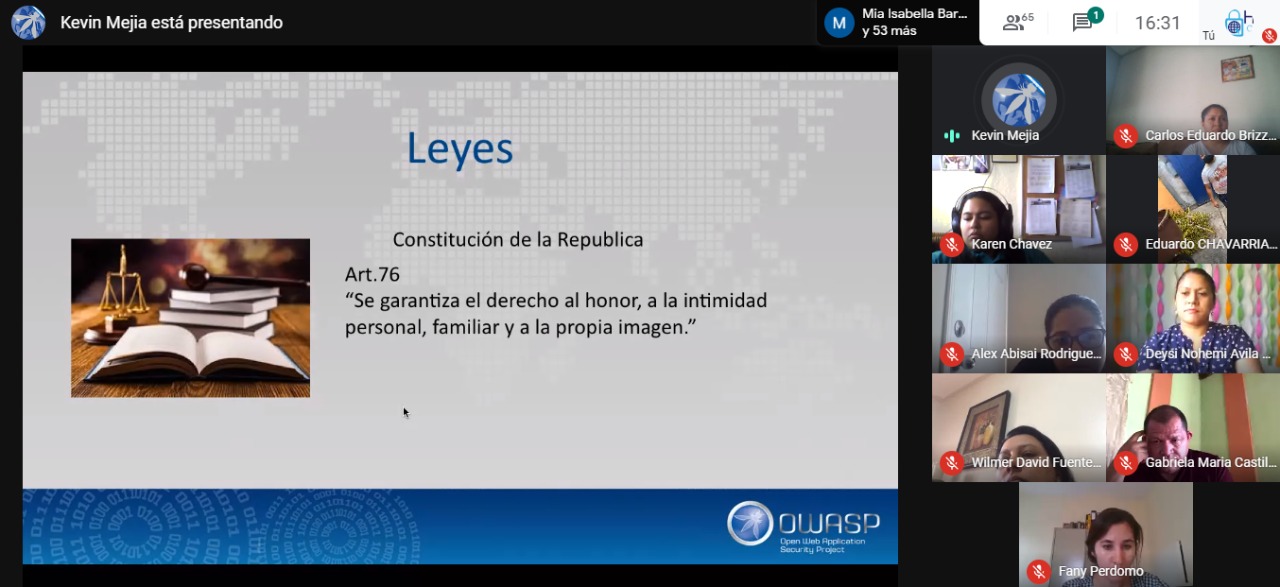 Kevin Mejia está presentando
M
Mia Isabella Bar...
y 53 más
65
1
16:31
Tú
Leyes
Constitución de la Republica
Art.76
“Se garantiza el derecho al honor, a la intimidad
personal, familiar y a la propia imagen.”
OWASP
Open Web Application
Security Project
Kevin Mejia
Carlos Eduardo Brizz...
Karen Chavez
Eduardo CHAVARRIA...
Alex Abisai Rodrigue...
Deysi Nohemi Avila ...
Wilmer David Fuente...
Gabriela Maria Castil...
Fany Perdomo